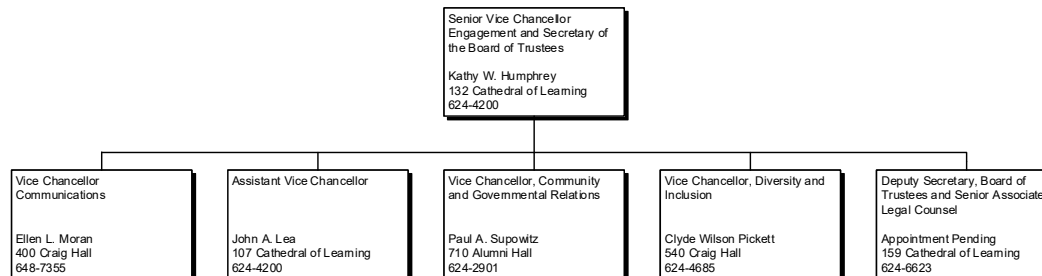 Senior Vice Chancellor
Engagement and Secretary of
the Board of Trustees
Kathy W. Humphrey
132 Cathedral of Learning
624-4200
Vice Chancellor
Communications
Ellen L. Moran
400 Craig Hall
648-7355
Assistant Vice Chancellor
John A. Lea
107 Cathedral of Learning
624-4200
Vice Chancellor, Community
and Governmental Relations
Paul A. Supowitz
710 Alumni Hall
624-2901
Vice Chancellor, Diversity and
Inclusion
Clyde Wilson Pickett
540 Craig Hall
624-4685
Deputy Secretary, Board of
Trustees and Senior Associate
Legal Counsel
Appointment Pending
159 Cathedral of Learning
624-6623